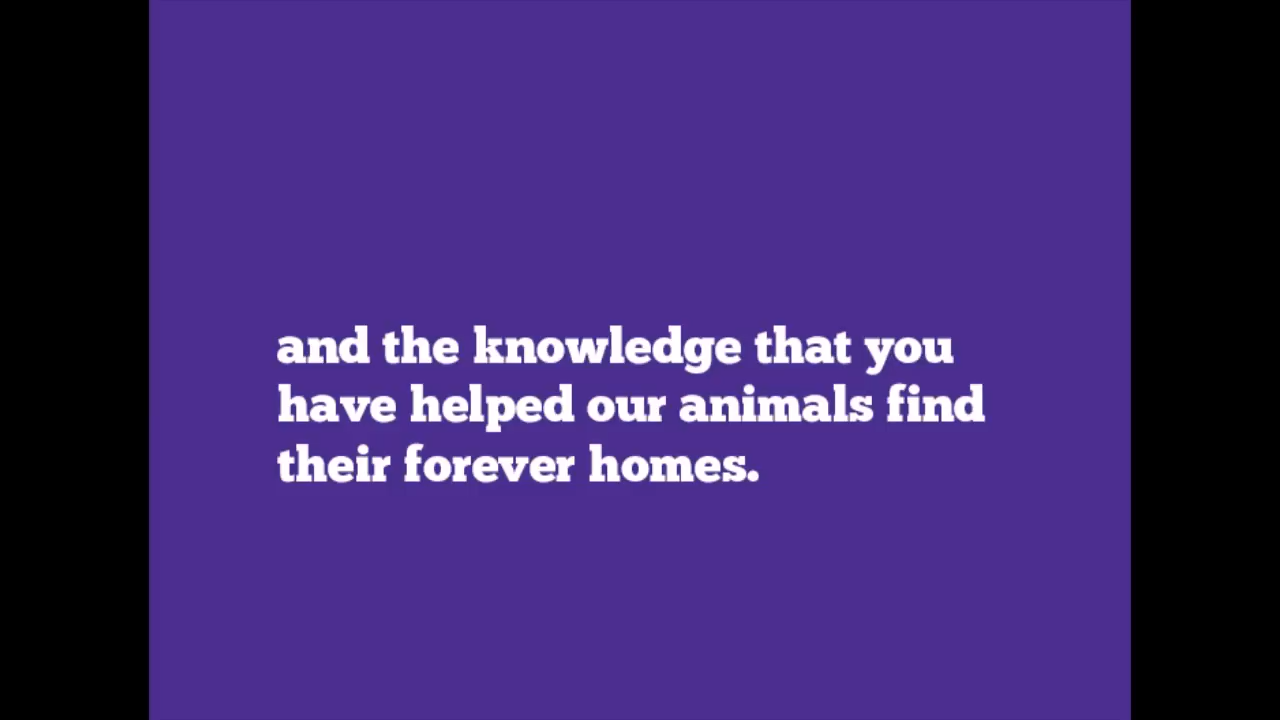 and the knowledge that you
have helped our animals find
their forever homes.